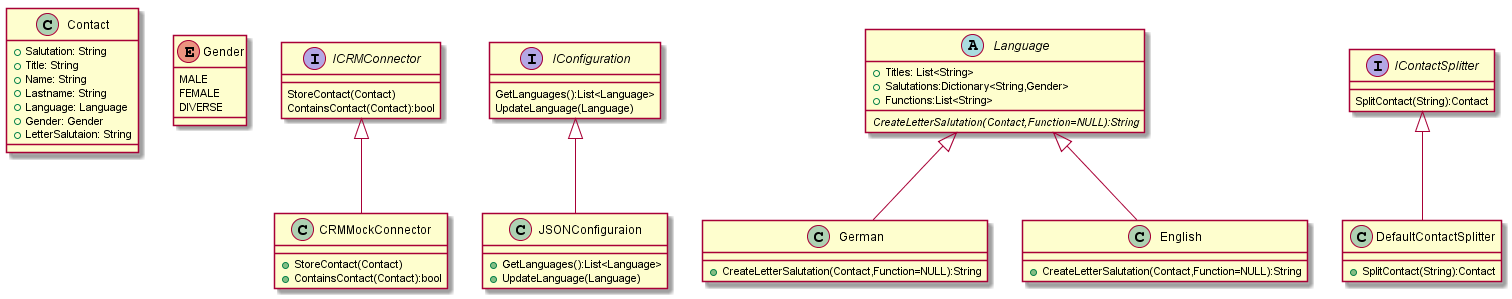 C Contact
Salutation: String
Title: String
Name: String
Lastname: String
Language: Language
Gender: Gender
LetterSalutaion: String
E Gender
MALE
FEMALE
DIVERSE
I ICRMConnector
StoreContact(Contact)
ContainsContact(Contact):bool
I IConfiguration
GetLanguages():List<Language>
UpdateLanguage(Language)
A Language
Titles: List<String>
Salutations:Dictionary<String,Gender>
Functions:List<String>
CreateLetterSalutation(Contact,Function=NULL):String
I IContactSplitter
SplitContact(String):Contact
C CRMMockConnector
StoreContact(Contact)
ContainsContact(Contact):bool
C JSONConfiguraion
GetLanguages():List<Language>
UpdateLanguage(Language)
C German
CreateLetterSalutation(Contact,Function=NULL):String
C English
CreateLetterSalutation(Contact,Function=NULL):String
C DefaultContactSplitter
SplitContact(String):Contact